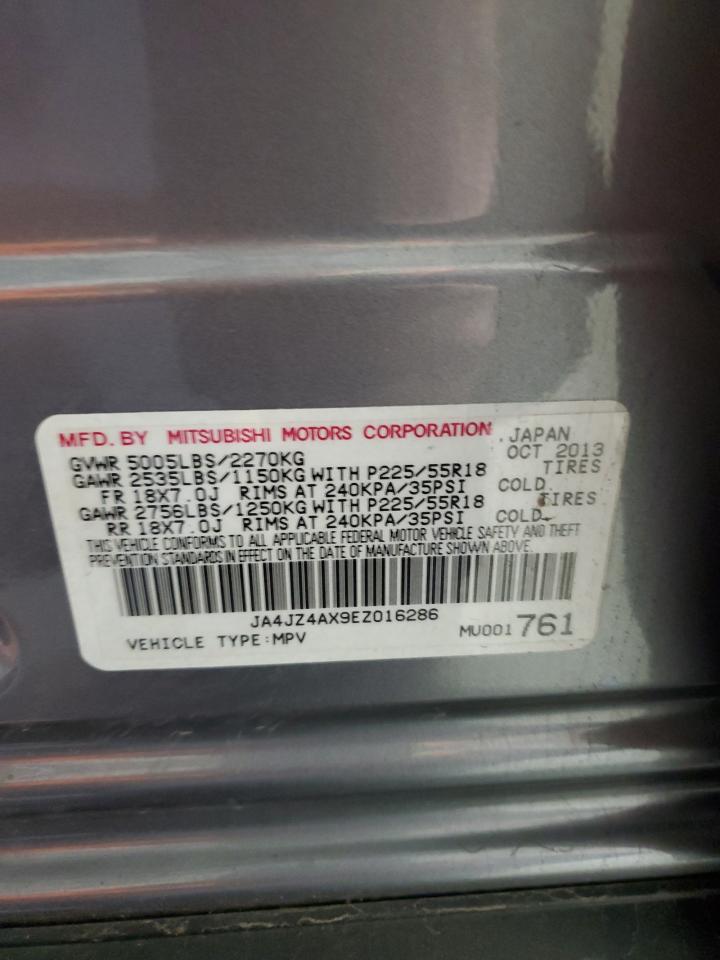 MFD. BY MITSUBISHI MOTORS CORPORATION, JAPAN
GVWR 5005LBS/2270KG OCT 2013
GAWR 2535LBS/1150KG WITH P225/55R18 TIRES
FR 18X7.0J RIMS AT 240KPA/35PSI COLD
GAWR 2756LBS/1250KG WITH P225/55R18 TIRES
RR 18X7.0J RIMS AT 240KPA/35PSI COLD
THIS VEHICLE CONFORMS TO ALL APPLICABLE FEDERAL MOTOR VEHICLE SAFETY AND THEFT
PREVENTION STANDARDS IN EFFECT ON THE DATE OF MANUFACTURE SHOWN ABOVE.
JA4JZ4AX9EZ016286
VEHICLE TYPE:MPV MU001 761